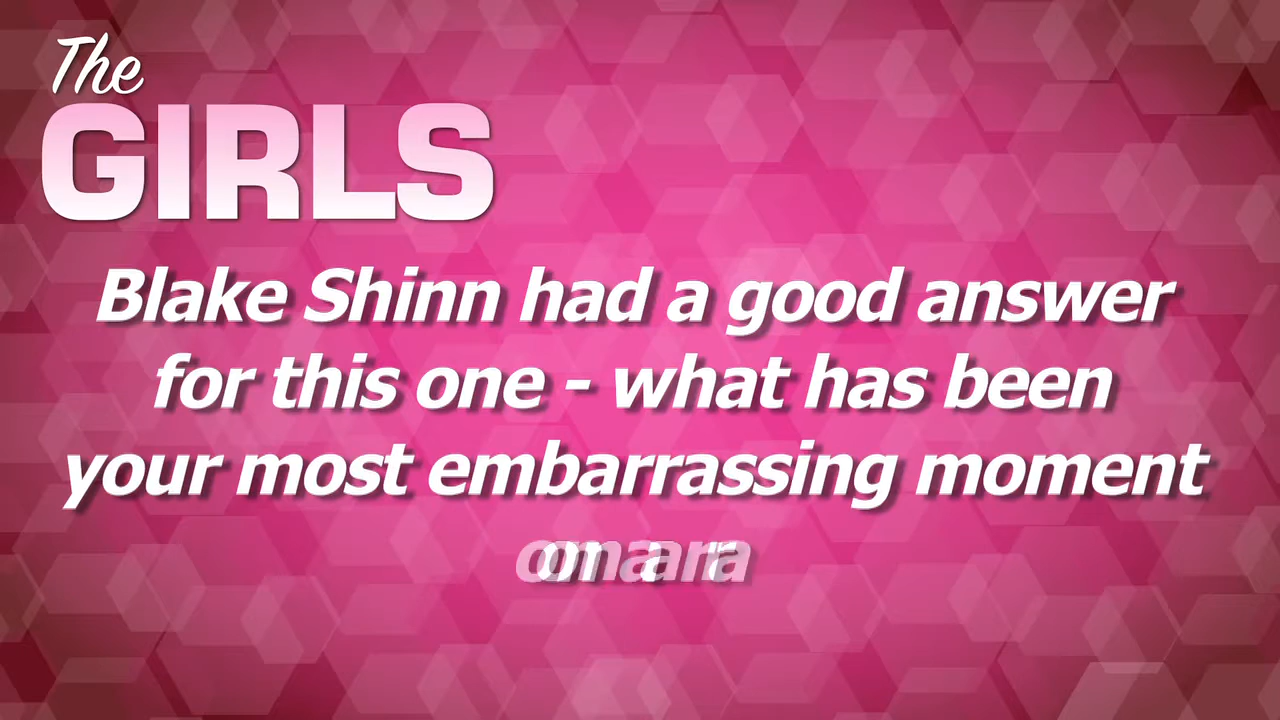 The
GIRLS
Blake Shinn had a good answer
for this one - what has been
your most embarrassing moment